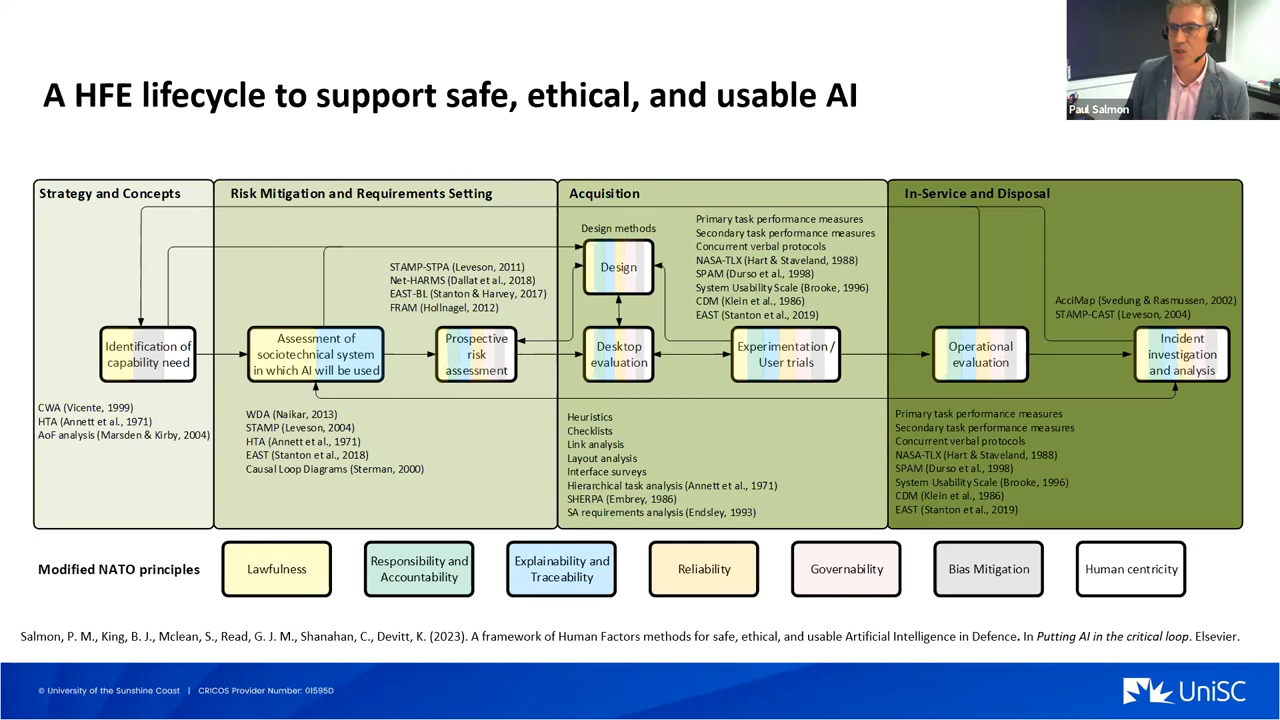 A HFE lifecycle to support safe, ethical, and usable AI
Paul Salmon
Strategy and Concepts
Risk Mitigation and Requirements Setting
Acquisition
In-Service and Disposal
Identification of
capability need
CWA (Vicente, 1999)
HTA (Annett et al., 1971)
AoF analysis (Marsden & Kirby, 2004)
Assessment of
sociotechnical system
in which AI will be used
WDA (Naikar, 2013)
STAMP (Leveson, 2004)
HTA (Annett et al., 1971)
EAST (Stanton et al., 2018)
Causal Loop Diagrams (Sterman, 2000)
STAMP-STPA (Leveson, 2011)
Net-HARMS (Dallat et al., 2018)
EAST-BL (Stanton & Harvey, 2017)
FRAM (Hollnagel, 2012)
Prospective
risk
assessment
Design methods
Design
Desktop
evaluation
Heuristics
Checklists
Link analysis
Layout analysis
Interface surveys
Hierarchical task analysis (Annett et al., 1971)
SHERPA (Embrey, 1986)
SA requirements analysis (Endsley, 1993)
Primary task performance measures
Secondary task performance measures
Concurrent verbal protocols
NASA-TLX (Hart & Staveland, 1988)
SPAM (Durso et al., 1998)
System Usability Scale (Brooke, 1996)
CDM (Klein et al., 1986)
EAST (Stanton et al., 2019)
Experimentation /
User trials
Operational
evaluation
Primary task performance measures
Secondary task performance measures
Concurrent verbal protocols
NASA-TLX (Hart & Staveland, 1988)
SPAM (Durso et al., 1998)
System Usability Scale (Brooke, 1996)
CDM (Klein et al., 1986)
EAST (Stanton et al., 2019)
AcciMap (Svedung & Rasmussen, 2002)
STAMP-CAST (Leveson, 2004)
Incident
investigation
and analysis
Modified NATO principles
Lawfulness
Responsibility and
Accountability
Explainability and
Traceability
Reliability
Governability
Bias Mitigation
Human centricity
Salmon, P. M., King, B. J., Mclean, S., Read, G. J. M., Shanahan, C., Devitt, K. (2023). A framework of Human Factors methods for safe, ethical, and usable Artificial Intelligence in Defence. In Putting AI in the critical loop. Elsevier.
© University of the Sunshine Coast | CRICOS Provider Number: 01595D
UniSC